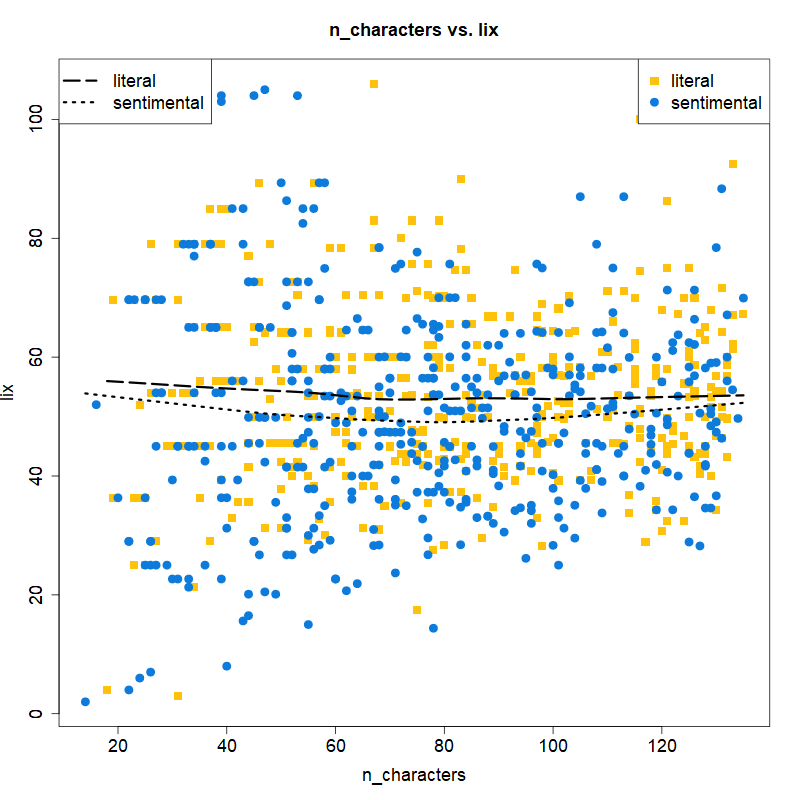 n_characters vs. lix
literal
sentimental
literal
sentimental
lix
100
80
60
40
20
0
20
40
60
80
100
120
n_characters